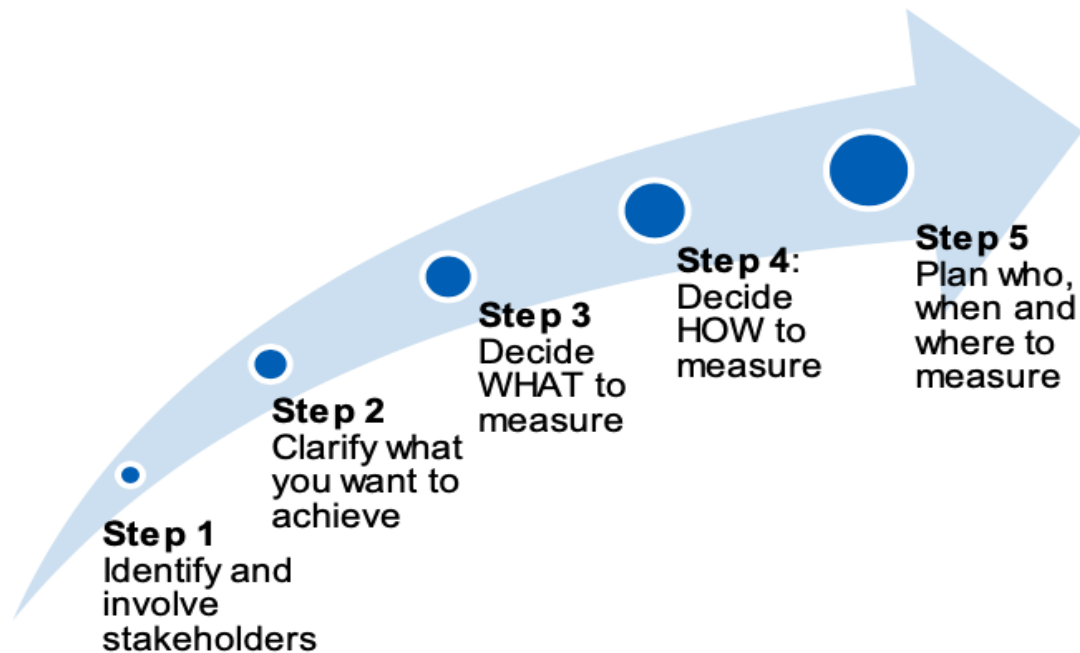 Step 1
Identify and
involve
stakeholders
Step 2
Clarify what
you want to
achieve
Step 3
Decide
WHAT to
measure
Step 4:
Decide
HOW to
measure
Step 5
Plan who,
when and
where to
measure